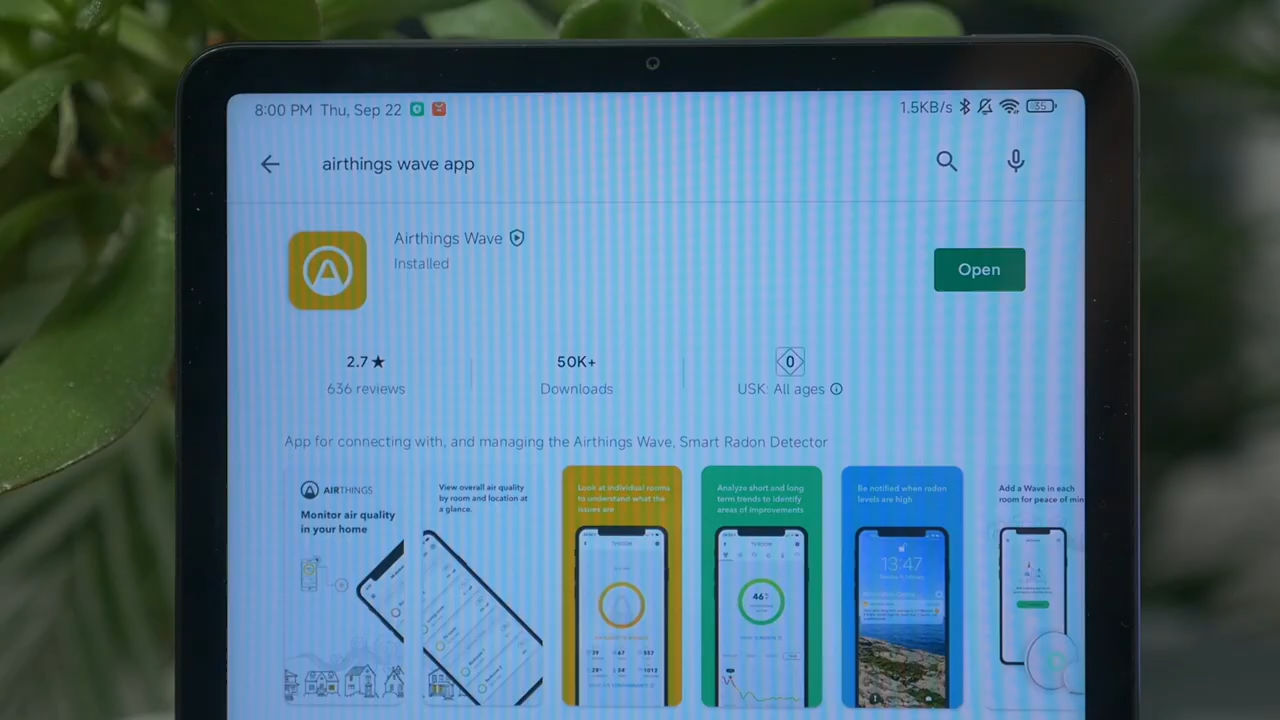 8:00 PM Thu, Sep 22
1.5KB/s
35
airthings wave app
Airthings Wave
Installed
Open
2.7★
636 reviews
50K+
Downloads
0
USK: All ages
App for connecting with, and managing the Airthings Wave, Smart Radon Detector
AIRTHINGS
Monitor air quality
in your home
View overall air quality
by room and location at
a glance.
Look at individual rooms
to understand what the
issues are
Analyze short and long
term trends to identify
areas of improvements
46
Be notified when radon
levels are high
13:47
Add a Wave in each
room for peace of min